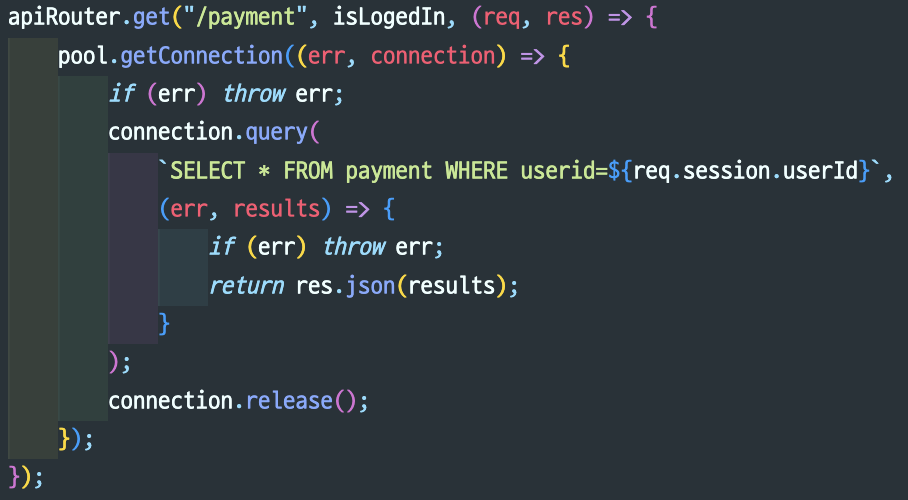 apiRouter.get("/payment", isLogedIn, (req, res) => {
pool.getConnection((err, connection) => {
if (err) throw err;
connection.query(
`SELECT * FROM payment WHERE userid=${req.session.userId}`,
(err, results) => {
if (err) throw err;
return res.json(results);
}
);
connection.release();
});
});